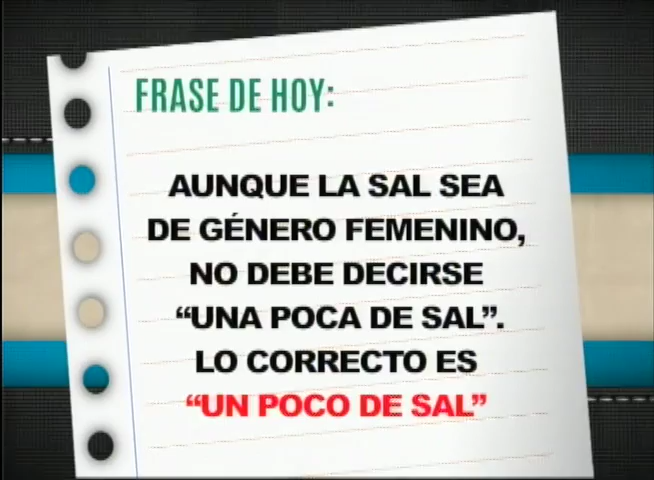 FRASE DE HOY:
AUNQUE LA SAL SEA
DE GÉNERO FEMENINO,
NO DEBE DECIRSE
“UNA POCA DE SAL”.
LO CORRECTO ES
“UN POCO DE SAL”